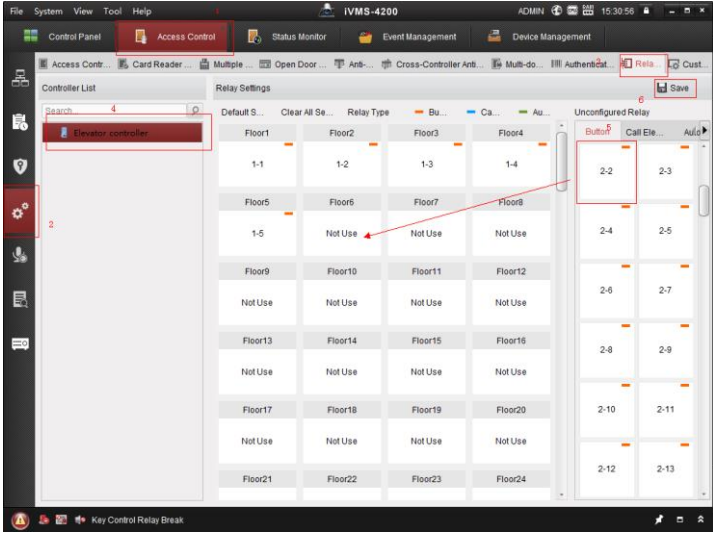 File System View Tool Help 1 iVMS-4200 ADMIN 15:30:56
Control Panel Access Control Status Monitor Event Management Device Management
Access Contr... Card Reader ... Multiple ... Open Door ... Anti-... Cross-Controller Anti... Multi-do... Authenticat... 3 Rela... Cust...
Controller List Relay Settings Save
6
Search... 4 Default S... Clear All Se... Relay Type Bu... Ca... Au... Unconfigured Relay
Elevator controller Floor1 Floor2 Floor3 Floor4 Button 5 Call Ele... Auto
1-1 1-2 1-3 1-4 2-2 2-3
Floor5 Floor6 Floor7 Floor8
2 1-5 Not Use Not Use Not Use 2-4 2-5
Floor9 Floor10 Floor11 Floor12
Not Use Not Use Not Use Not Use 2-6 2-7
Floor13 Floor14 Floor15 Floor16
Not Use Not Use Not Use Not Use 2-8 2-9
Floor17 Floor18 Floor19 Floor20 2-10 2-11
Not Use Not Use Not Use Not Use
2-12 2-13
Floor21 Floor22 Floor23 Floor24
Key Control Relay Break